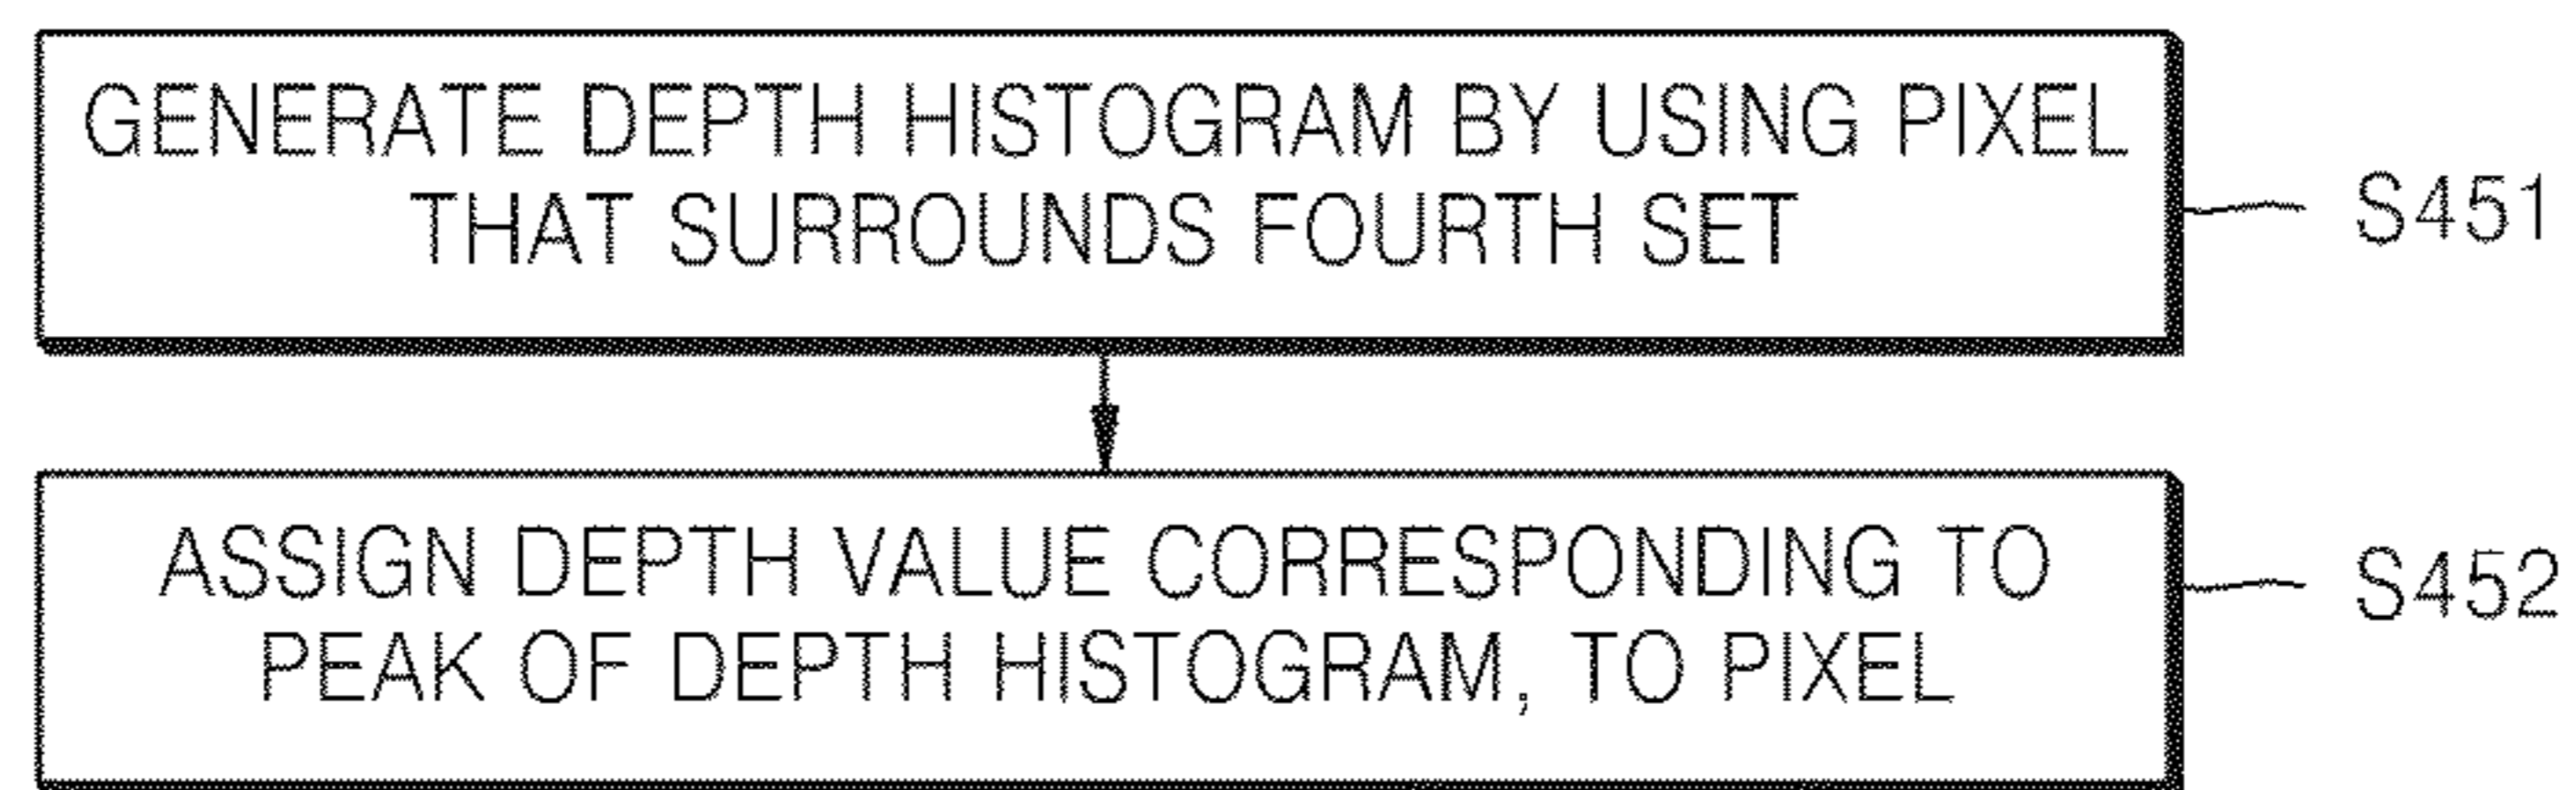 GENERATE DEPTH HISTOGRAM BY USING PIXEL
THAT SURROUNDS FOURTH SET
S451
ASSIGN DEPTH VALUE CORRESPONDING TO
PEAK OF DEPTH HISTOGRAM, TO PIXEL
S452